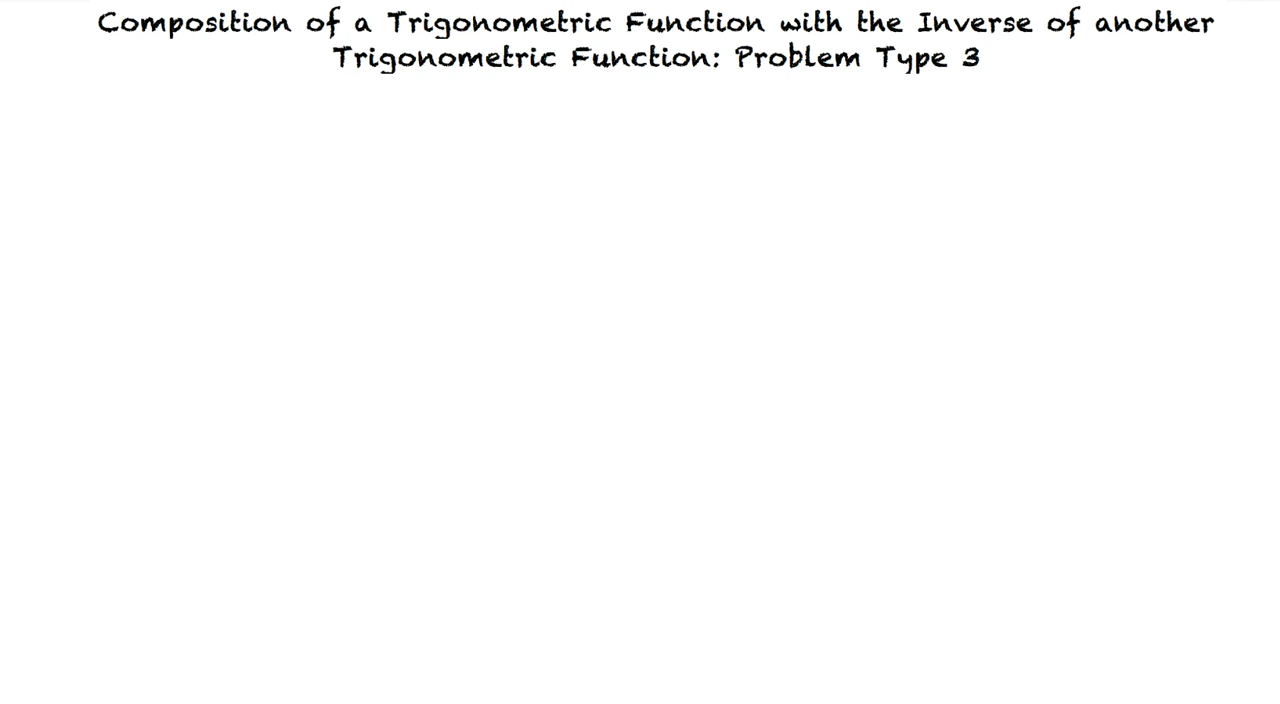 Composition of a Trigonometric Function with the Inverse of another
Trigonometric Function: Problem Type 3